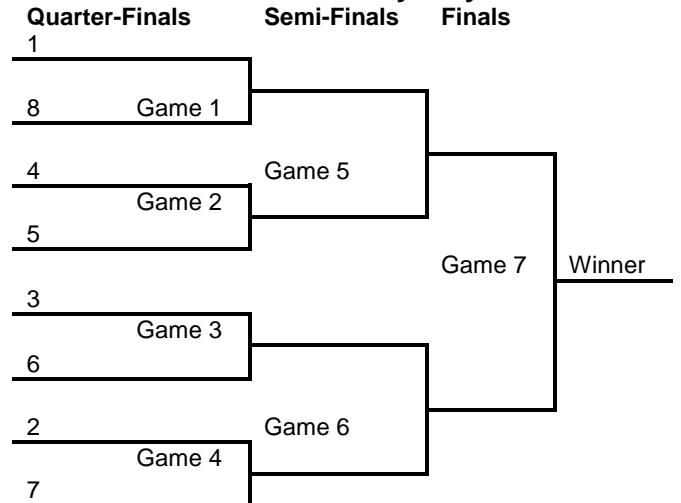 Quarter-Finals Semi-Finals Finals
1
8 Game 1
4 Game 5
Game 2
5
Game 7 Winner
3
Game 3
6
2 Game 6
Game 4
7